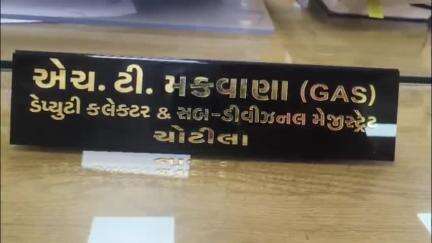 એચ. ટી. મકવાણા (GAS)
ડેપ્યુટી કલેક્ટર & સબ-ડીવીઝનલ મેજીસ્ટ્રેટ
ચોટીલા